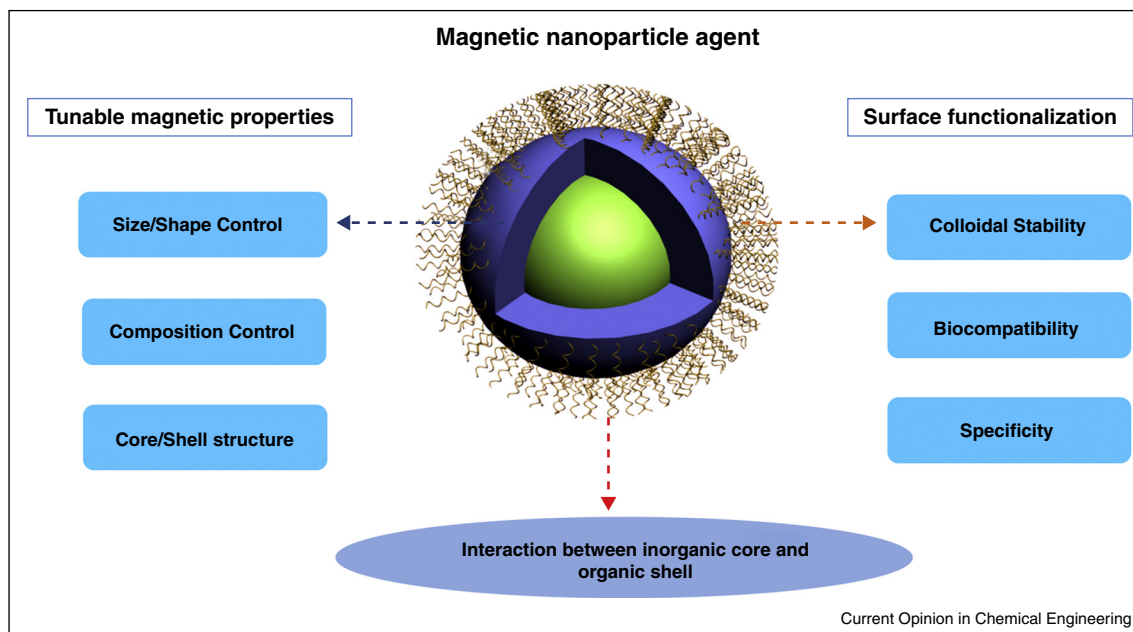 Magnetic nanoparticle agent
Tunable magnetic properties
Surface functionalization
Size/Shape Control
Colloidal Stability
Composition Control
Biocompatibility
Core/Shell structure
Specificity
Interaction between inorganic core and
organic shell
Current Opinion in Chemical Engineering